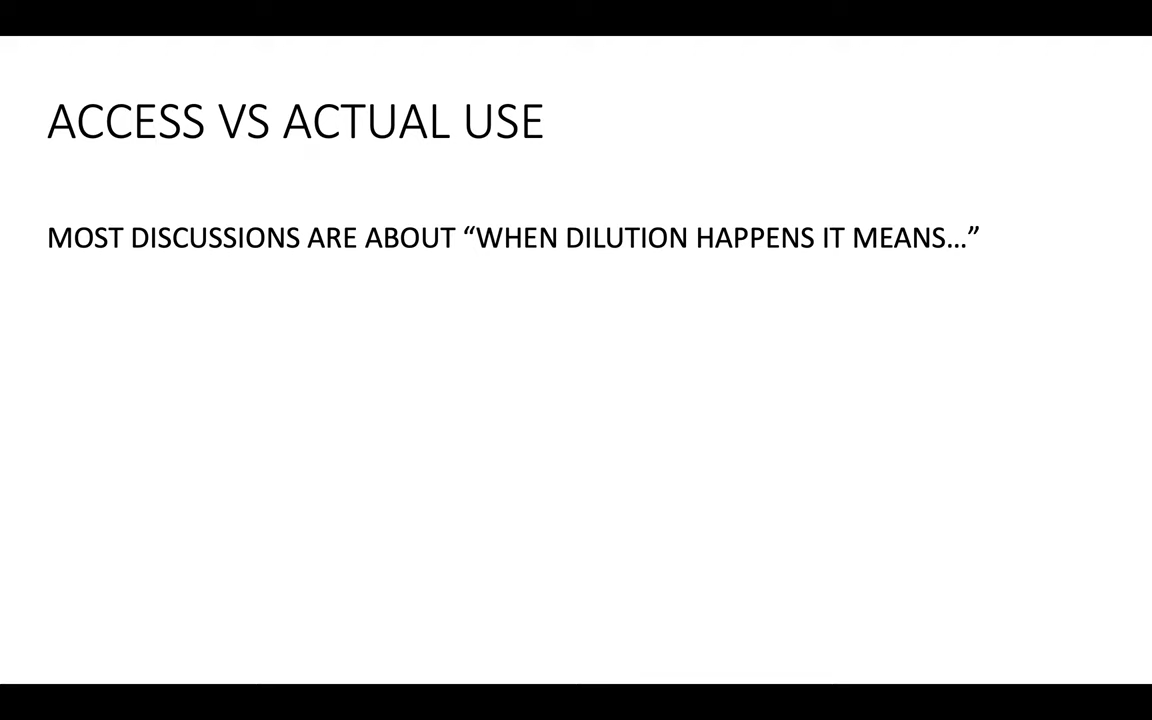 ACCESS VS ACTUAL USE
MOST DISCUSSIONS ARE ABOUT “WHEN DILUTION HAPPENS IT MEANS…”